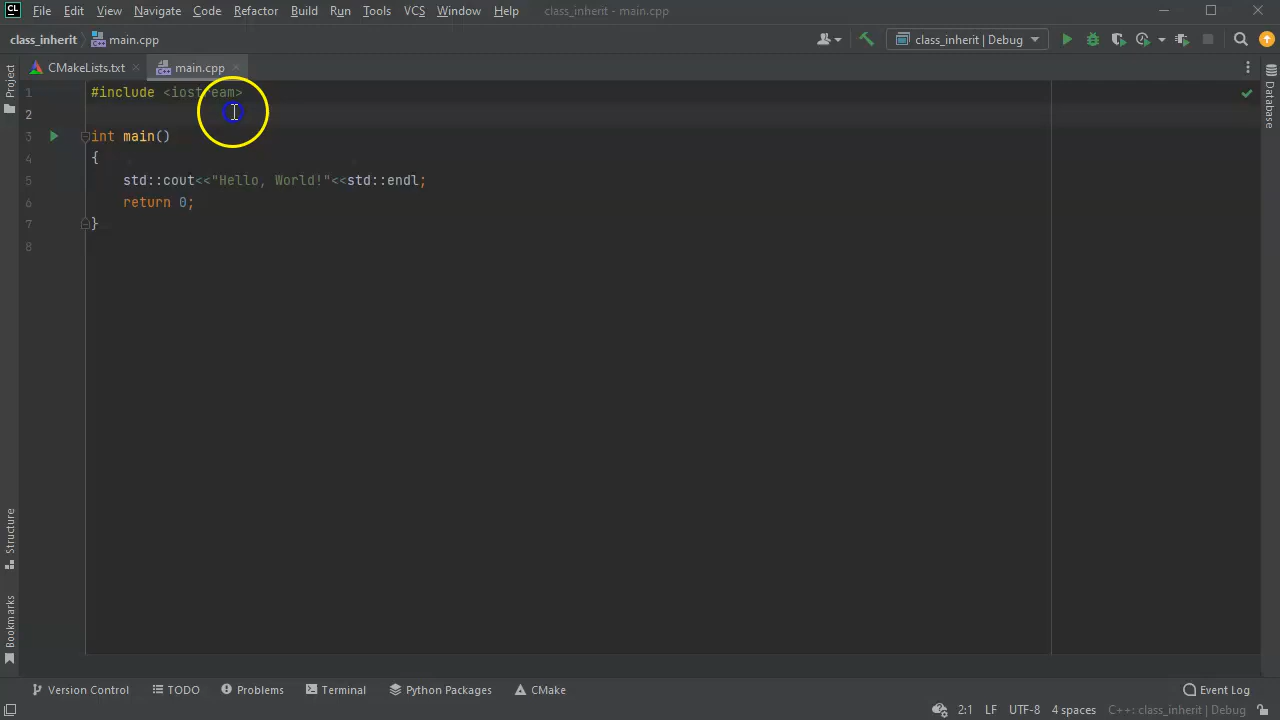 CL File Edit View Navigate Code Refactor Build Run Tools VCS Window Help class_inherit - main.cpp
class_inherit main.cpp class_inherit | Debug
Project CMakeLists.txt main.cpp Database
1 #include <iostream>
2
3 int main()
4 {
5 std::cout<<"Hello, World!"<<std::endl;
6 return 0;
7 }
8
Structure
Bookmarks
Version Control TODO Problems Terminal Python Packages CMake Event Log
2:1 LF UTF-8 4 spaces C++: class_inherit | Debug